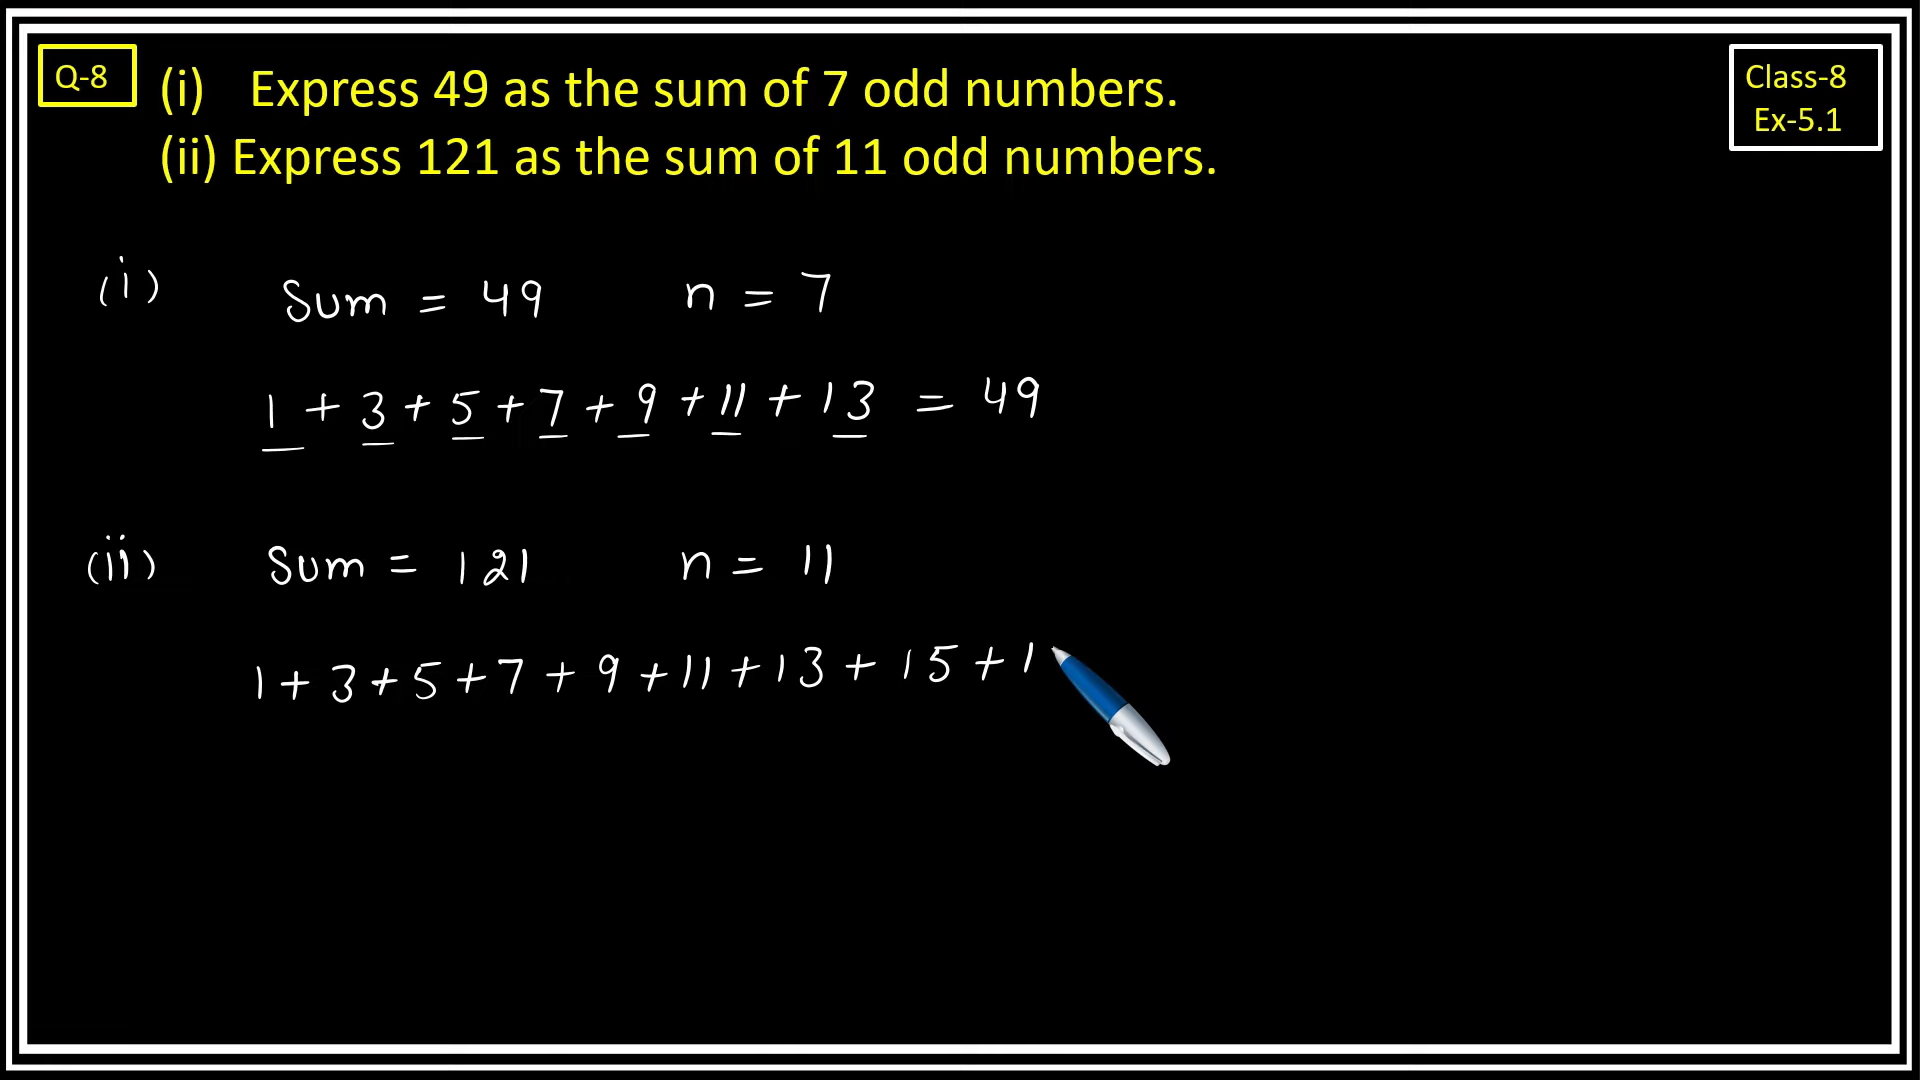 Q-8
(i) Express 49 as the sum of 7 odd numbers.
(ii) Express 121 as the sum of 11 odd numbers.
Class-8
Ex-5.1
(i) Sum = 49 n = 7
1 + 3 + 5 + 7 + 9 + 11 + 13 = 49
(ii) Sum = 121 n = 11
1 + 3 + 5 + 7 + 9 + 11 + 13 + 15 + 1